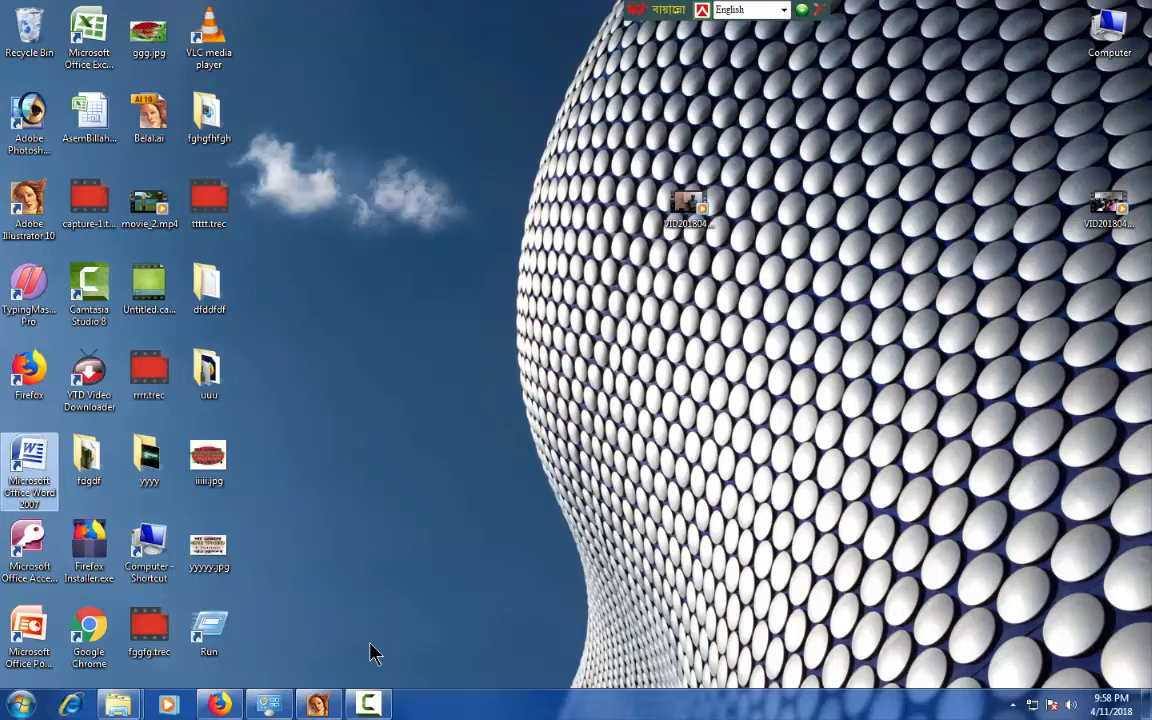 বায়ান্নো
English
Recycle Bin
Microsoft
Office Exc...
ggg.jpg
VLC media
player
Computer
Adobe
Photosh...
AsemBillah...
Belal.ai
fghgfhfgh
Adobe
Illustrator 10
capture-1.t...
movie_2.mp4
ttttt.trec
VID201804...
VID201804...
TypingMas...
Pro
Camtasia
Studio 8
Untitled.ca...
dfddfdf
Firefox
YTD Video
Downloader
rrrr.trec
uuu
Microsoft
Office Word
2007
fdgdf
yyyy
iiiii.jpg
Microsoft
Office Acce...
Firefox
Installer.exe
Computer -
Shortcut
yyyyy.jpg
Microsoft
Office Po...
Google
Chrome
fggfg.trec
Run
9:58 PM
4/11/2018